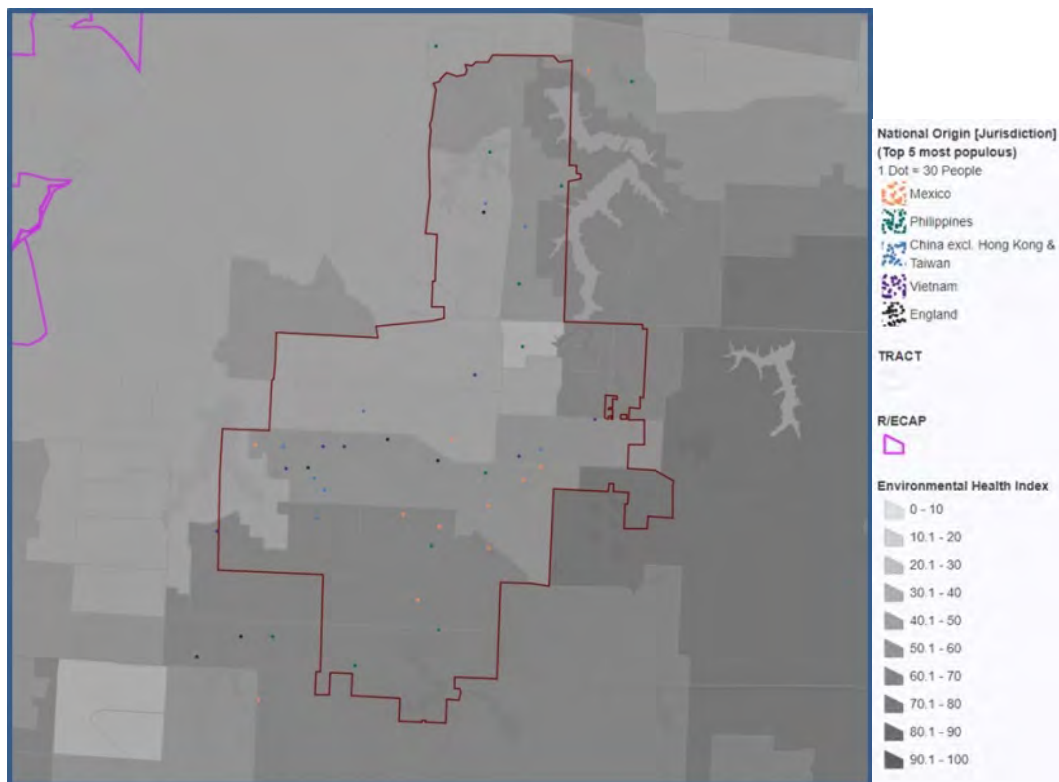 National Origin [Jurisdiction]
(Top 5 most populous)
1 Dot = 30 People
Mexico
Philippines
China excl. Hong Kong &
Taiwan
Vietnam
England
TRACT
R/ECAP
Environmental Health Index
0 - 10
10.1 - 20
20.1 - 30
30.1 - 40
40.1 - 50
50.1 - 60
60.1 - 70
70.1 - 80
80.1 - 90
90.1 - 100